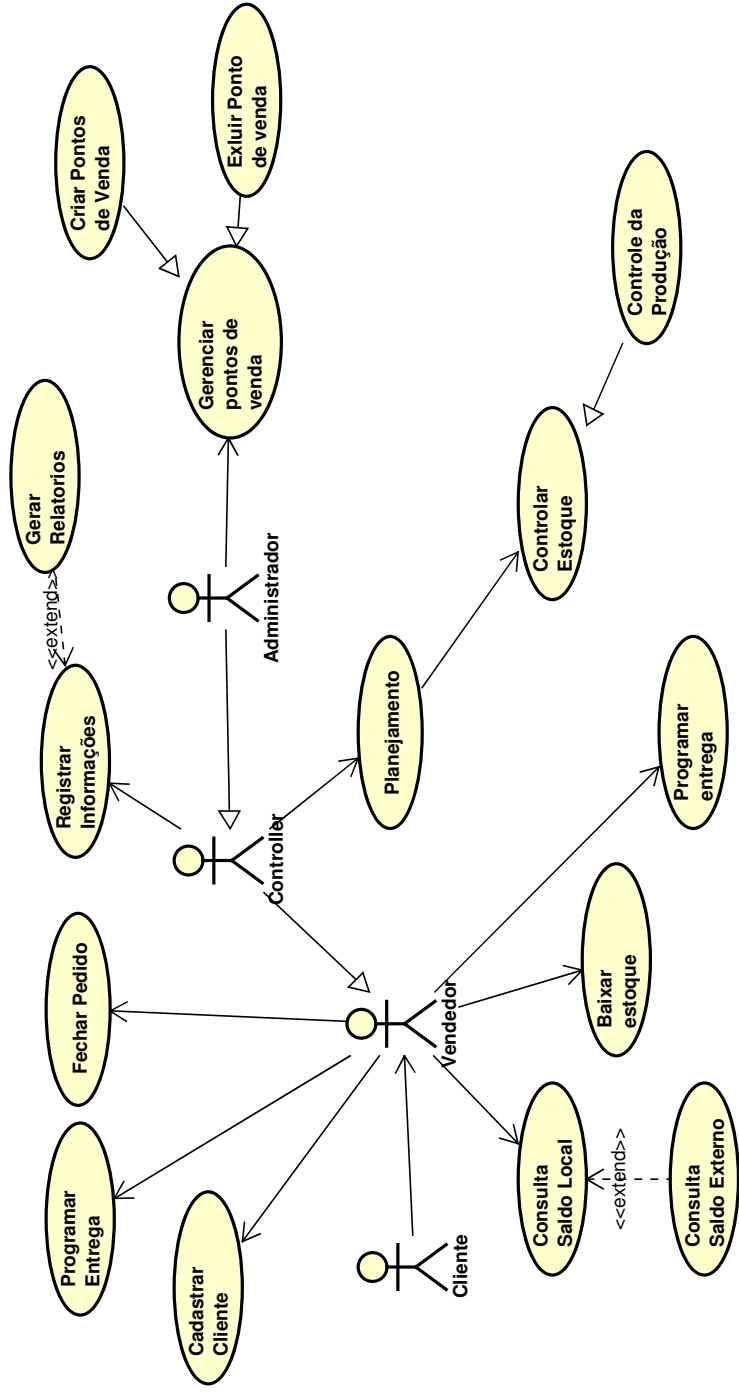 Criar Pontos
de Venda
Exluir Ponto
de venda
Gerenciar
pontos de
venda
Gerar
Relatorios
<<extend>>
Registrar
Informações
Administrador
Controller
Planejamento
Controlar
Estoque
Controle da
Produção
Fechar Pedido
Programar
Entrega
Cadastrar
Cliente
Vendedor
Cliente
Programar
entrega
Baixar
estoque
Consulta
Saldo Local
<<extend>>
Consulta
Saldo Externo